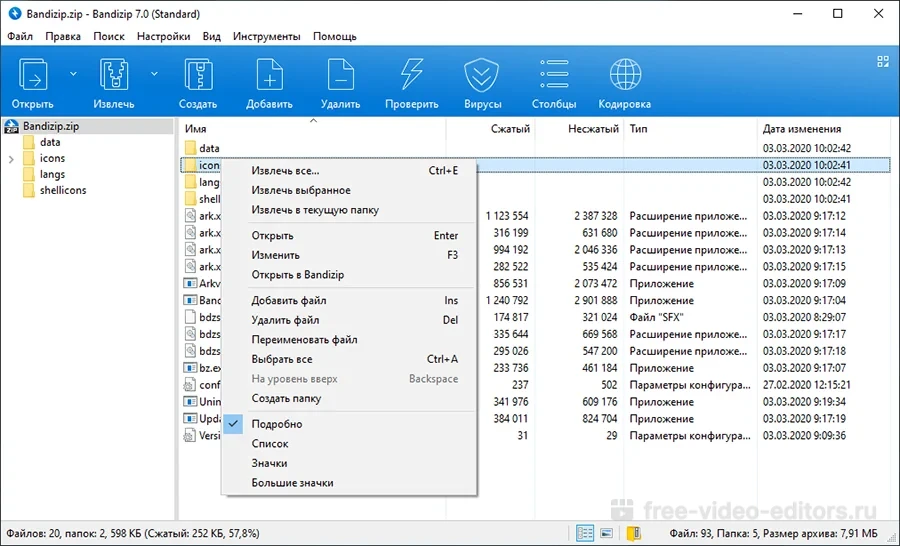 Bandizip.zip - Bandizip 7.0 (Standard)
Файл Правка Поиск Настройки Вид Инструменты Помощь
Открыть Извлечь Создать Добавить Удалить Проверить Вирусы Столбцы Кодировка
Bandizip.zip
data
icons
langs
shellicons
Имя Сжатый Несжатый Тип Дата изменения
data 03.03.2020 10:02:42
icons 03.03.2020 10:02:41
langs 03.03.2020 10:02:42
shell 03.03.2020 10:02:41
ark.x 1 123 554 2 387 328 Расширение приложе... 03.03.2020 9:17:12
ark.x 316 199 631 680 Расширение приложе... 03.03.2020 9:17:14
ark.x 994 192 2 046 336 Расширение приложе... 03.03.2020 9:17:13
ark.x 282 522 535 424 Расширение приложе... 03.03.2020 9:17:15
Arkv 856 531 2 073 472 Приложение 03.03.2020 9:17:09
Band 1 240 792 2 901 888 Приложение 03.03.2020 9:17:04
bdzs 174 817 321 024 Файл "SFX" 03.03.2020 8:29:07
bdzs 335 644 669 568 Расширение приложе... 03.03.2020 9:17:17
bdzs 295 026 547 200 Расширение приложе... 03.03.2020 9:17:18
bz.ex 233 736 461 184 Приложение 03.03.2020 9:17:07
conf 237 502 Параметры конфигура... 27.02.2020 12:15:21
Unin 341 976 609 176 Приложение 03.03.2020 9:19:34
Upda 384 011 824 704 Приложение 03.03.2020 9:17:19
Versi 31 29 Параметры конфигура... 03.03.2020 9:09:36
Извлечь все... Ctrl+E
Извлечь выбранное
Извлечь в текущую папку
Открыть Enter
Изменить F3
Открыть в Bandizip
Добавить файл Ins
Удалить файл Del
Переименовать файл
Выбрать все Ctrl+A
На уровень вверх Backspace
Создать папку
Подробно
Список
Значки
Большие значки
free-video-editors.ru
Файлов: 20, папок: 2, 598 КБ (Сжатый: 252 КБ, 57,8%)
Файл: 93, Папка: 5, Размер архива: 7,91 МБ